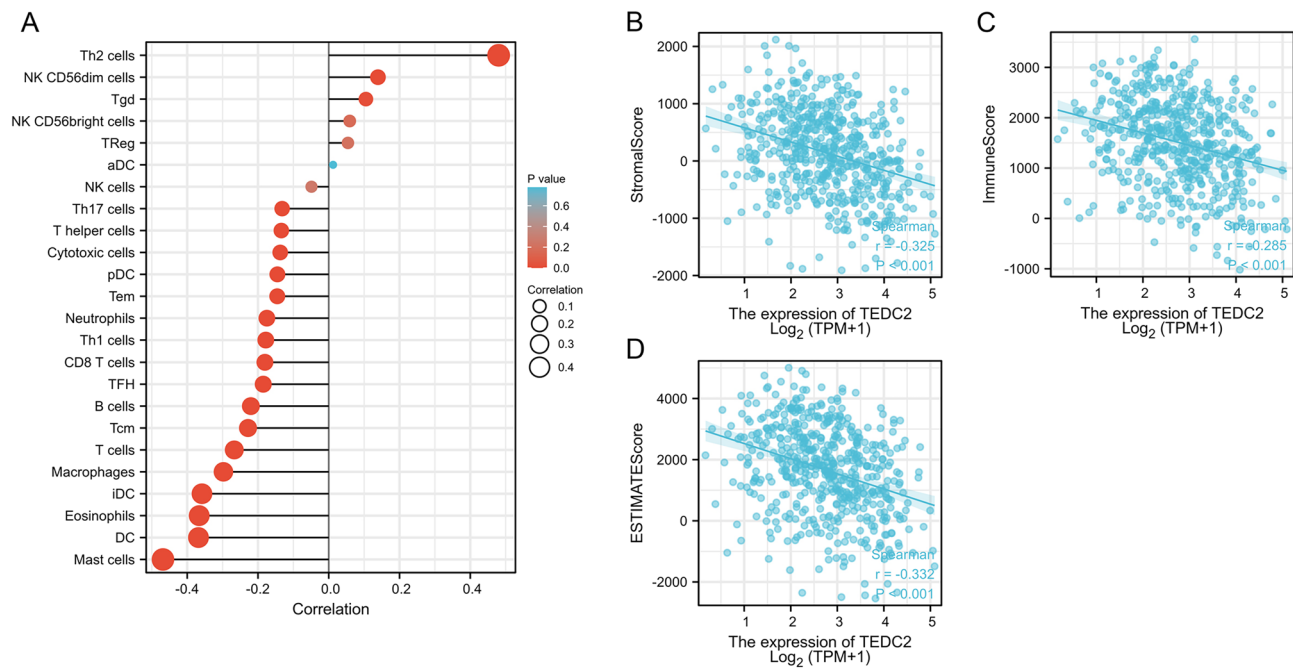 A
Th2 cells
NK CD56dim cells
Tgd
NK CD56bright cells
TReg
aDC
NK cells
Th17 cells
T helper cells
Cytotoxic cells
pDC
Tem
Neutrophils
Th1 cells
CD8 T cells
TFH
B cells
Tcm
T cells
Macrophages
iDC
Eosinophils
DC
Mast cells
-0.4 -0.2 0.0 0.2 0.4
Correlation
P value
0.6
0.4
0.2
0.0
Correlation
0.1
0.2
0.3
0.4
B
StromalScore
2000
1000
0
-1000
-2000
Spearman
r = -0.325
P < 0.001
1 2 3 4 5
The expression of TEDC2
Log2 (TPM+1)
C
ImmuneScore
3000
2000
1000
0
-1000
Spearman
r = -0.285
P < 0.001
1 2 3 4 5
The expression of TEDC2
Log2 (TPM+1)
D
ESTIMATEScore
4000
2000
0
-2000
Spearman
r = -0.332
P < 0.001
1 2 3 4 5
The expression of TEDC2
Log2 (TPM+1)